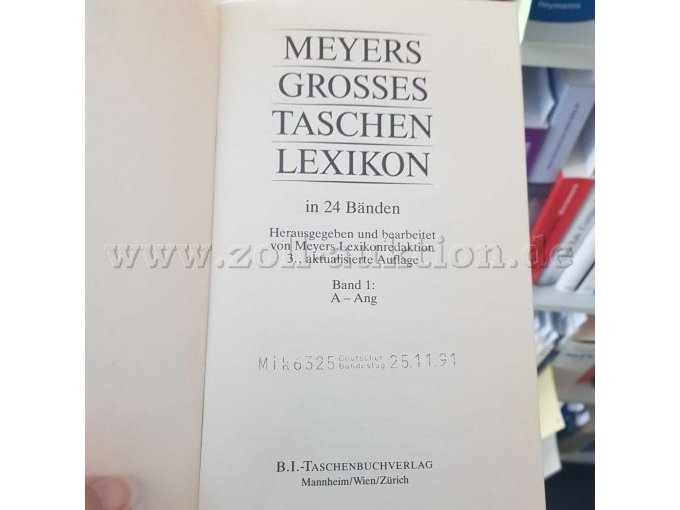 Heymanns
MEYERS
GROSSES
TASCHEN
LEXIKON
in 24 Bänden
Herausgegeben und bearbeitet
von Meyers Lexikonredaktion
3., aktualisierte Auflage
www.zoll-auktion.de
Band 1:
A – Ang
Mik6325 Deutscher Bundestag 25.11.91
B.I.-TASCHENBUCHVERLAG
Mannheim/Wien/Zürich